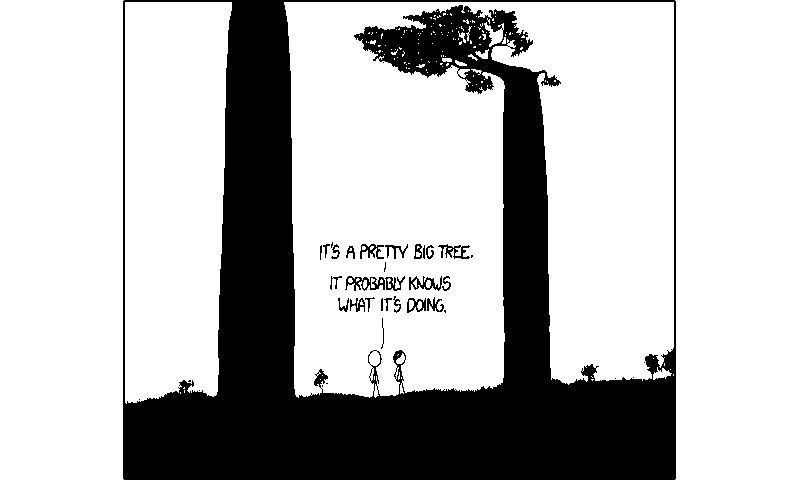 IT'S A PRETTY BIG TREE.
IT PROBABLY KNOWS
WHAT IT'S DOING.